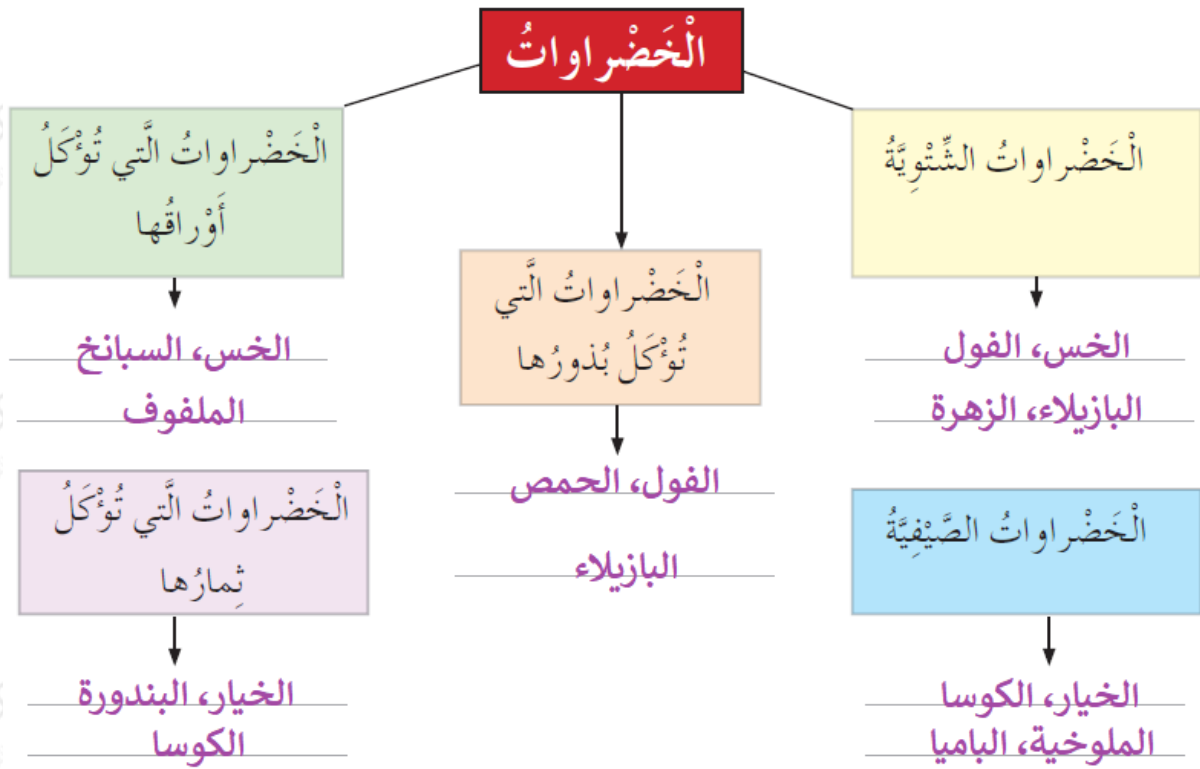 الْخَضْراواتُ
الْخَضْراواتُ الشِّتْوِيَّةُ
الخس، الفول
البازيلاء، الزهرة
الْخَضْراواتُ الصَّيْفِيَّةُ
الخيار، الكوسا
الملوخية، الباميا
الْخَضْراواتُ الَّتي
تُؤْكَلُ بُذورُها
الفول، الحمص
البازيلاء
الْخَضْراواتُ الَّتي تُؤْكَلُ
أَوْراقُها
الخس، السبانخ
الملفوف
الْخَضْراواتُ الَّتي تُؤْكَلُ
ثِمارُها
الخيار، البندورة
الكوسا